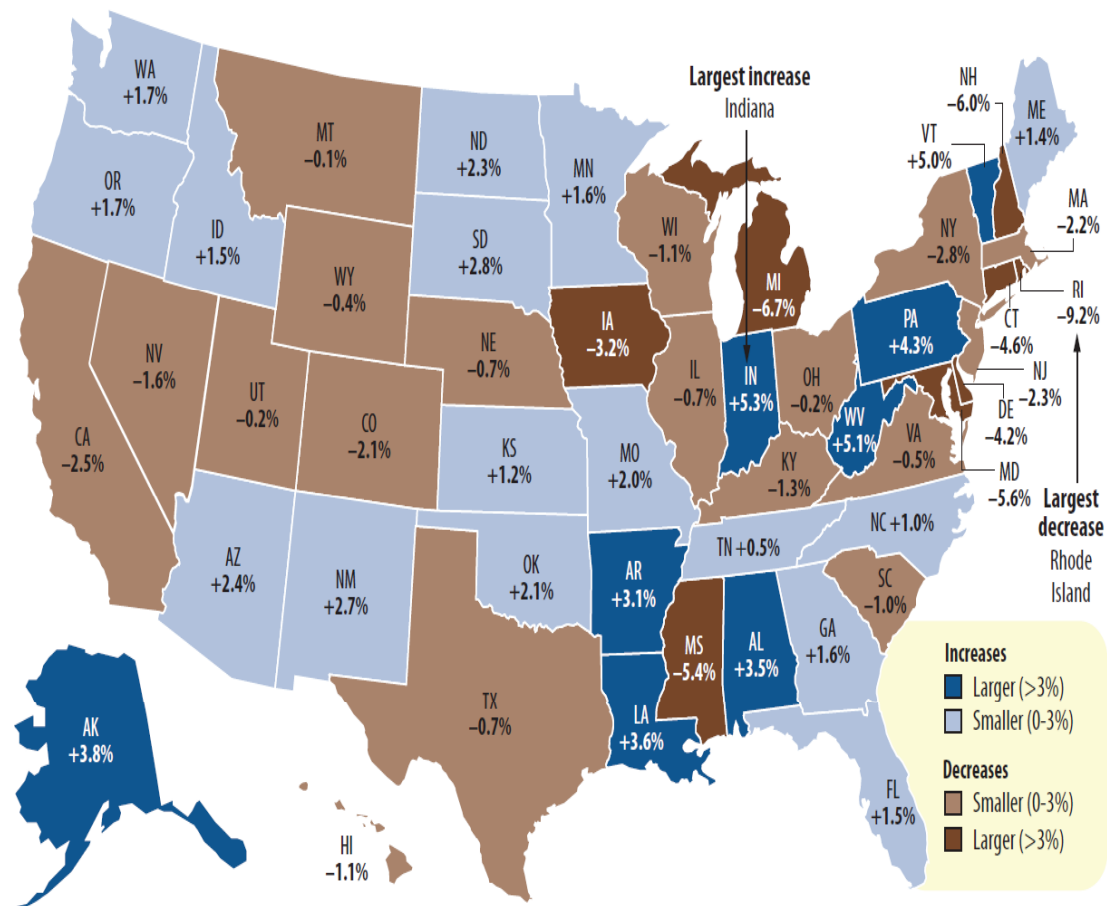 WA
+1.7%
OR
+1.7%
ID
+1.5%
MT
−0.1%
WY
−0.4%
ND
+2.3%
SD
+2.8%
MN
+1.6%
WI
−1.1%
Largest increase
Indiana
MI
−6.7%
NH
−6.0%
VT
+5.0%
ME
+1.4%
MA
−2.2%
NY
−2.8%
RI
−9.2%
CT
−4.6%
NJ
−2.3%
DE
−4.2%
MD
−5.6%
Largest
decrease
Rhode
Island
PA
+4.3%
CA
−2.5%
NV
−1.6%
UT
−0.2%
CO
−2.1%
NE
−0.7%
IA
−3.2%
IL
−0.7%
IN
+5.3%
OH
−0.2%
WV
+5.1%
VA
−0.5%
KY
−1.3%
KS
+1.2%
MO
+2.0%
AZ
+2.4%
NM
+2.7%
OK
+2.1%
AR
+3.1%
TN +0.5%
NC +1.0%
SC
−1.0%
GA
+1.6%
AL
+3.5%
MS
−5.4%
LA
+3.6%
TX
−0.7%
FL
+1.5%
AK
+3.8%
HI
−1.1%
Increases
Larger (>3%)
Smaller (0-3%)
Decreases
Smaller (0-3%)
Larger (>3%)